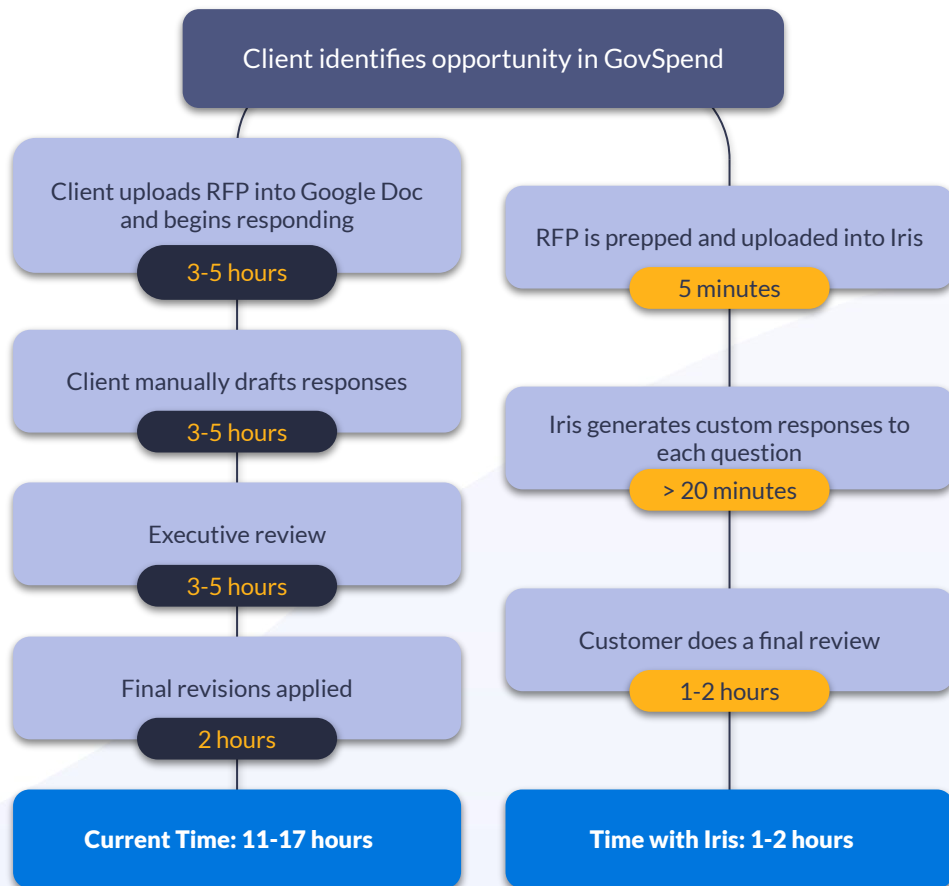 Client identifies opportunity in GovSpend
Client uploads RFP into Google Doc
and begins responding
3-5 hours
Client manually drafts responses
3-5 hours
Executive review
3-5 hours
Final revisions applied
2 hours
Current Time: 11-17 hours
RFP is prepped and uploaded into Iris
5 minutes
Iris generates custom responses to
each question
> 20 minutes
Customer does a final review
1-2 hours
Time with Iris: 1-2 hours